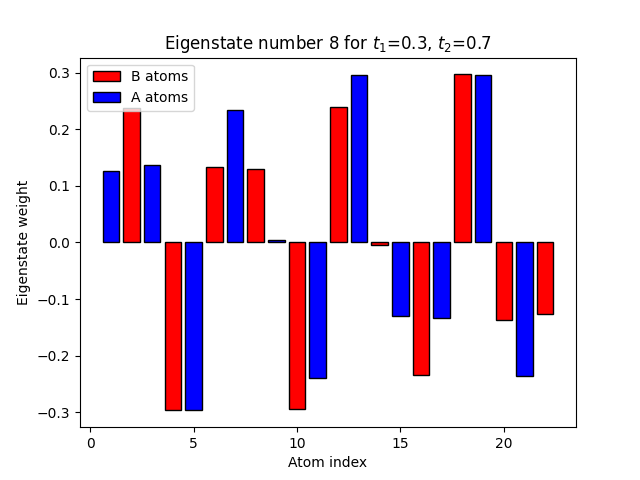 Eigenstate number 8 for t₁=0.3, t₂=0.7
B atoms
A atoms
Eigenstate weight
0.3
0.2
0.1
0.0
−0.1
−0.2
−0.3
0 5 10 15 20
Atom index